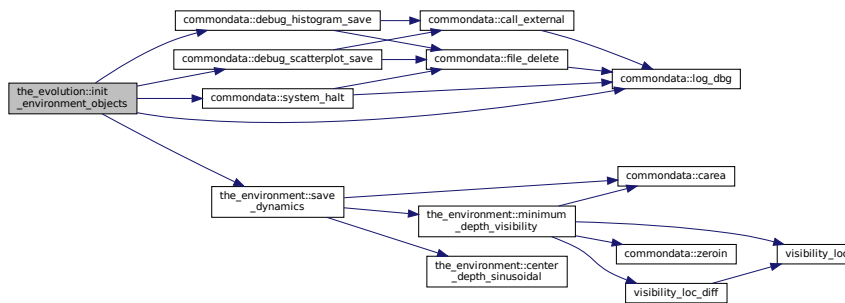 commondata::debug_histogram_save
commondata::call_external
commondata::debug_scatterplot_save
commondata::file_delete
commondata::log_dbg
the_evolution::init
_environment_objects
commondata::system_halt
the_environment::save
_dynamics
commondata::carea
the_environment::minimum
_depth_visibility
commondata::zeroin
visibility_loc
the_environment::center
_depth_sinusoidal
visibility_loc_diff